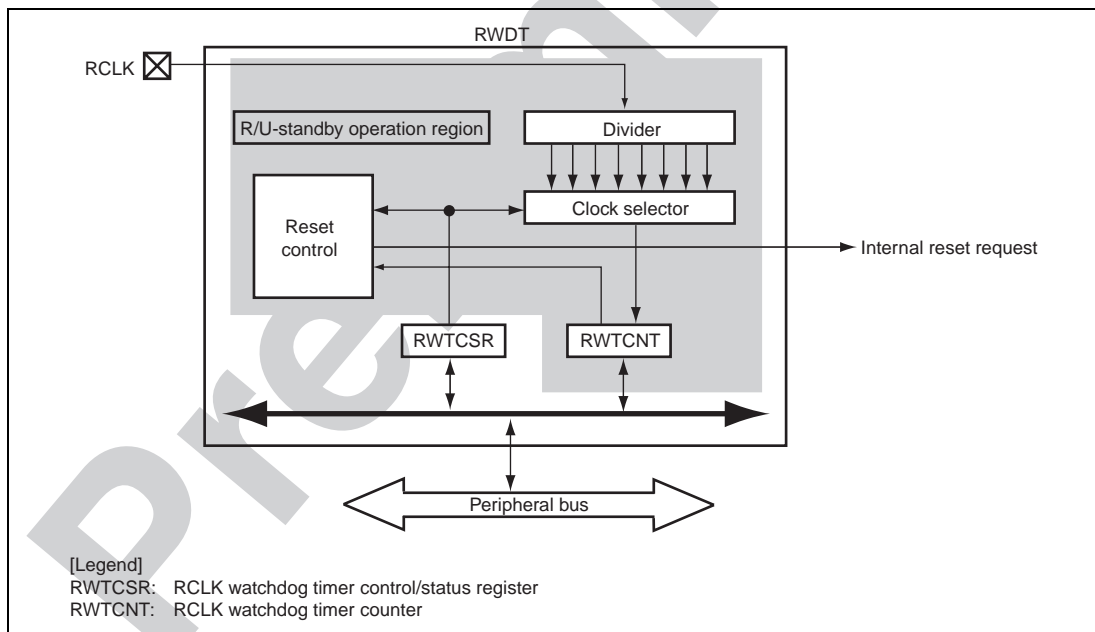 RWDT
RCLK
R/U-standby operation region
Divider
Clock selector
Reset
control
Internal reset request
RWTCSR
RWTCNT
Peripheral bus
[Legend]
RWTCSR: RCLK watchdog timer control/status register
RWTCNT: RCLK watchdog timer counter